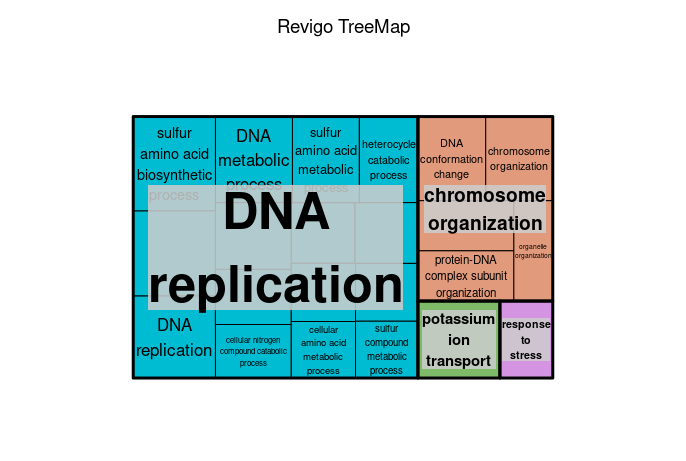 Revigo TreeMap
sulfur
amino acid
biosynthetic
process
DNA
metabolic
process
sulfur
amino acid
metabolic
process
heterocycle
catabolic
process
DNA
replication
DNA
replication
cellular nitrogen
compound catabolic
process
cellular
amino acid
metabolic
process
sulfur
compound
metabolic
process
DNA
conformation
change
chromosome
organization
chromosome
organization
organelle
organization
protein-DNA
complex subunit
organization
potassium
ion
transport
response
to
stress